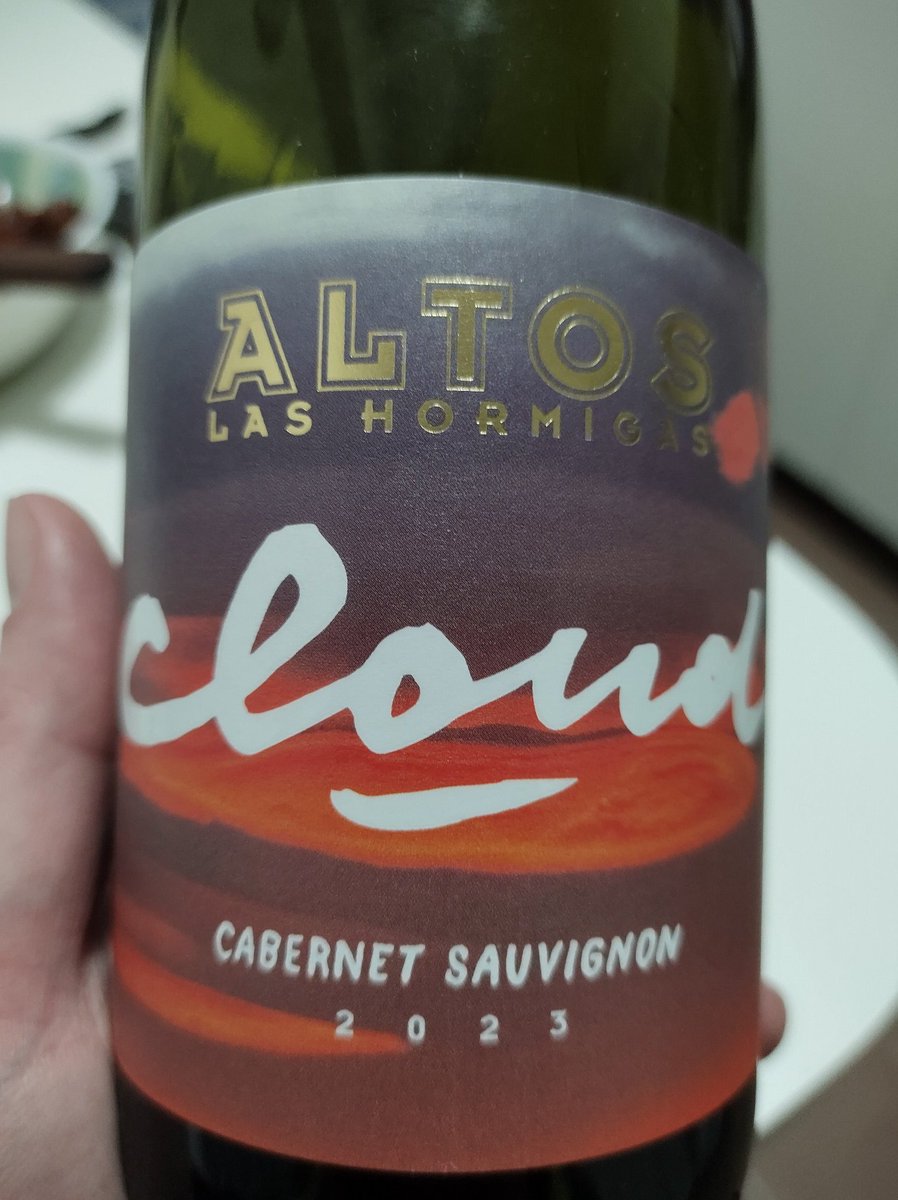 ALTOS
LAS HORMIGAS
cloud
CABERNET SAUVIGNON
2023